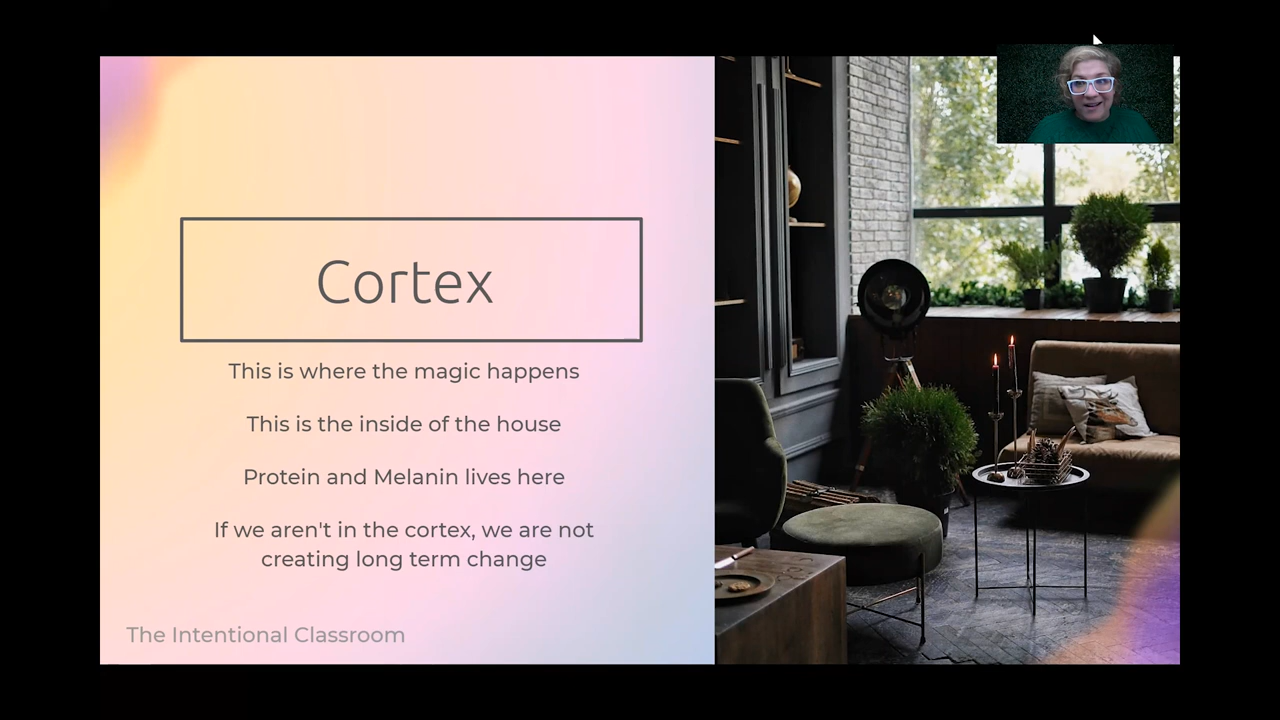 Cortex
This is where the magic happens
This is the inside of the house
Protein and Melanin lives here
If we aren't in the cortex, we are not
creating long term change
The Intentional Classroom